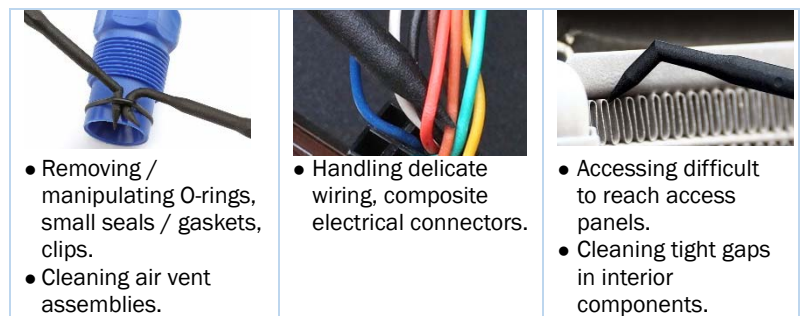 ● Removing /
manipulating O-rings,
small seals / gaskets,
clips.
● Cleaning air vent
assemblies.
● Handling delicate
wiring, composite
electrical connectors.
● Accessing difficult
to reach access
panels.
● Cleaning tight gaps
in interior
components.